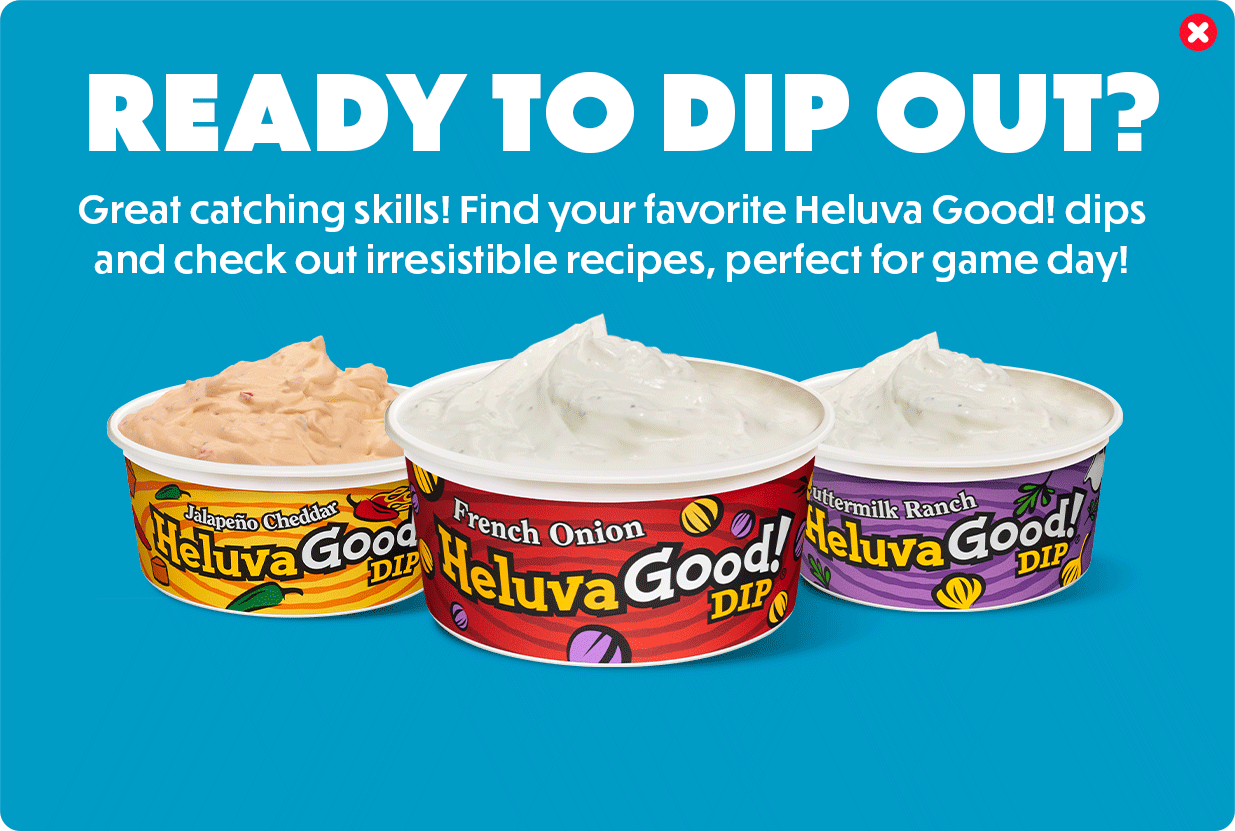 READY TO DIP OUT?
Great catching skills! Find your favorite Heluva Good! dips
and check out irresistible recipes, perfect for game day!
Jalapeño Cheddar
Heluva Good
DIP
French Onion
Heluva Good!
DIP
uttermilk Ranch
Heluva Good!
DIP